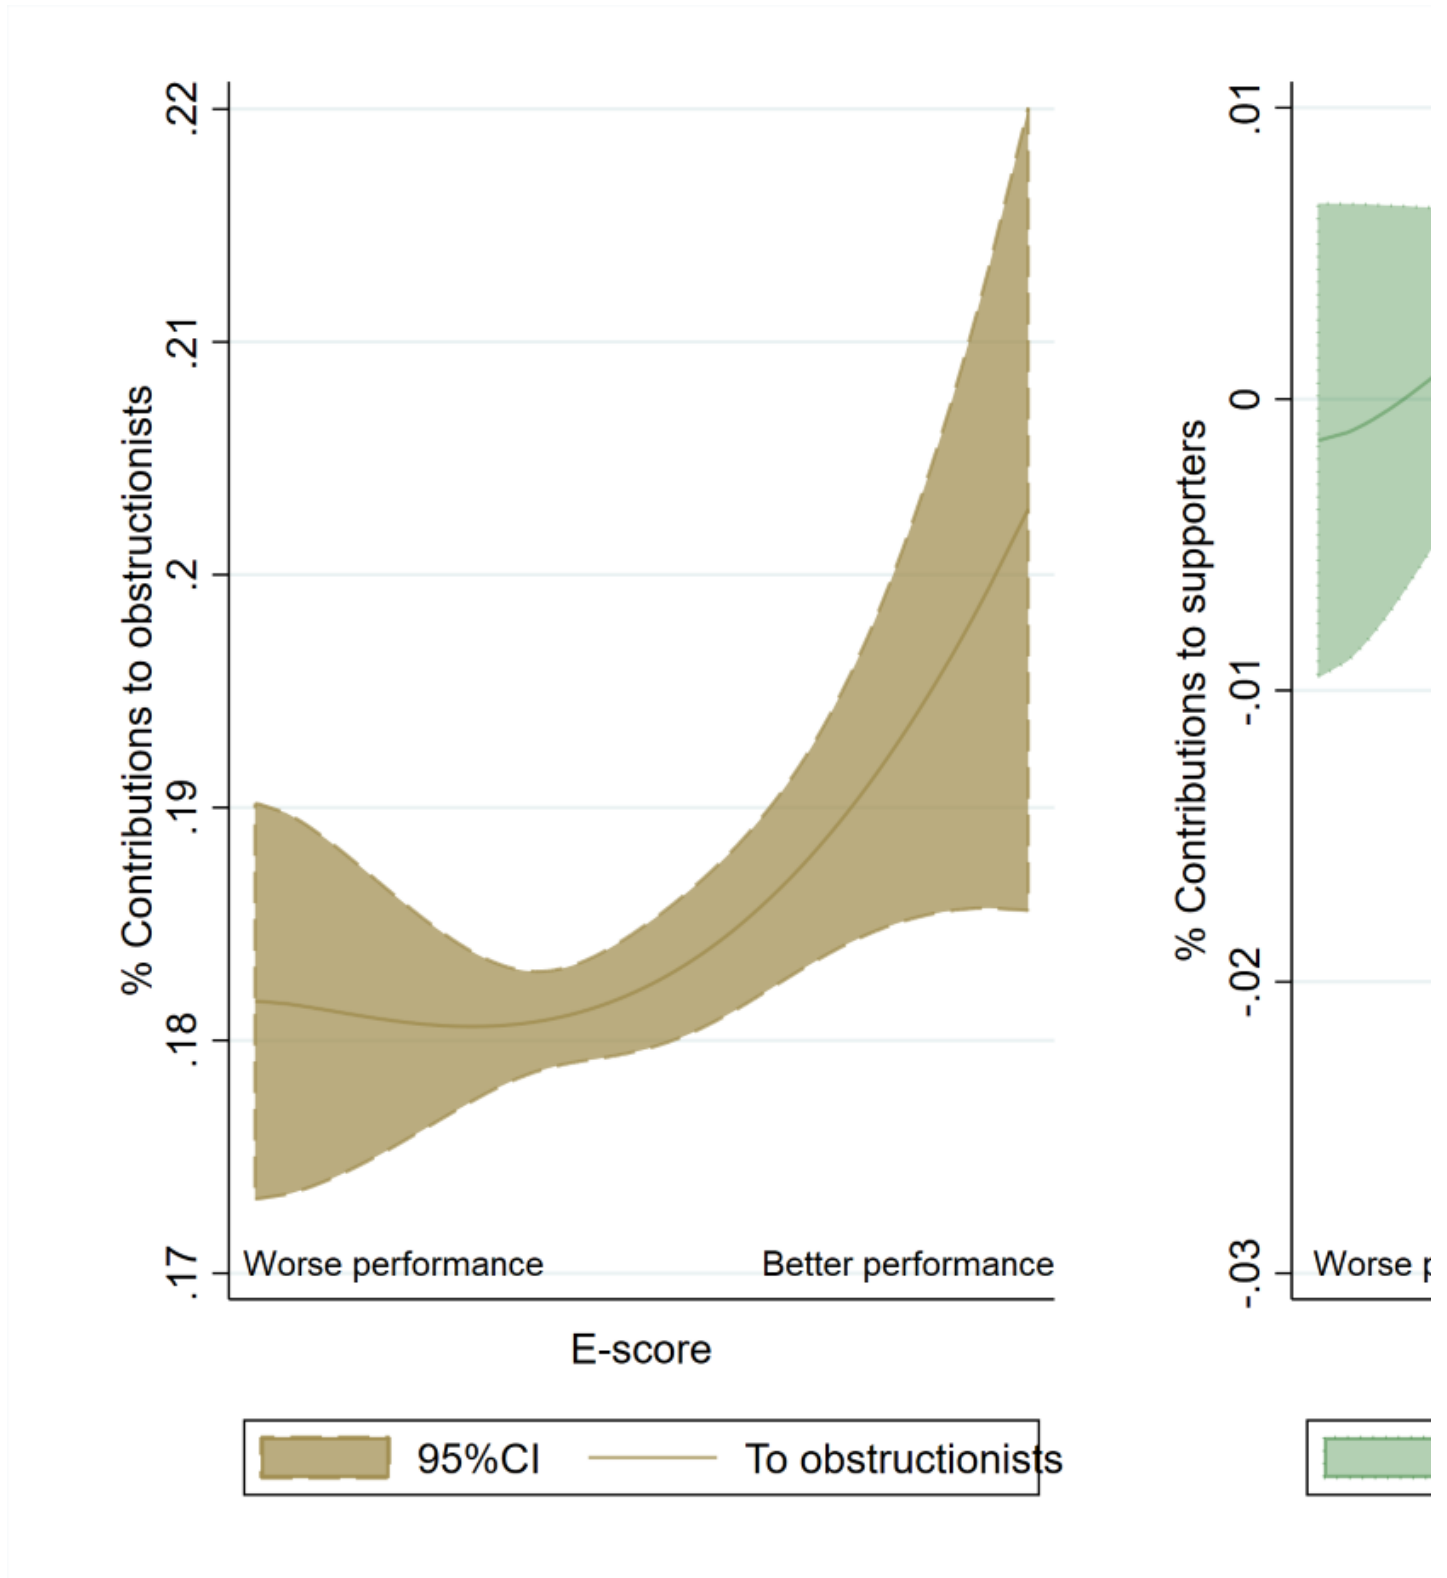 % Contributions to obstructionists
.22
.21
.2
.19
.18
.17
Worse performance
Better performance
E-score
95%CI
To obstructionists
% Contributions to supporters
.01
0
-.01
-.02
-.03
Worse p